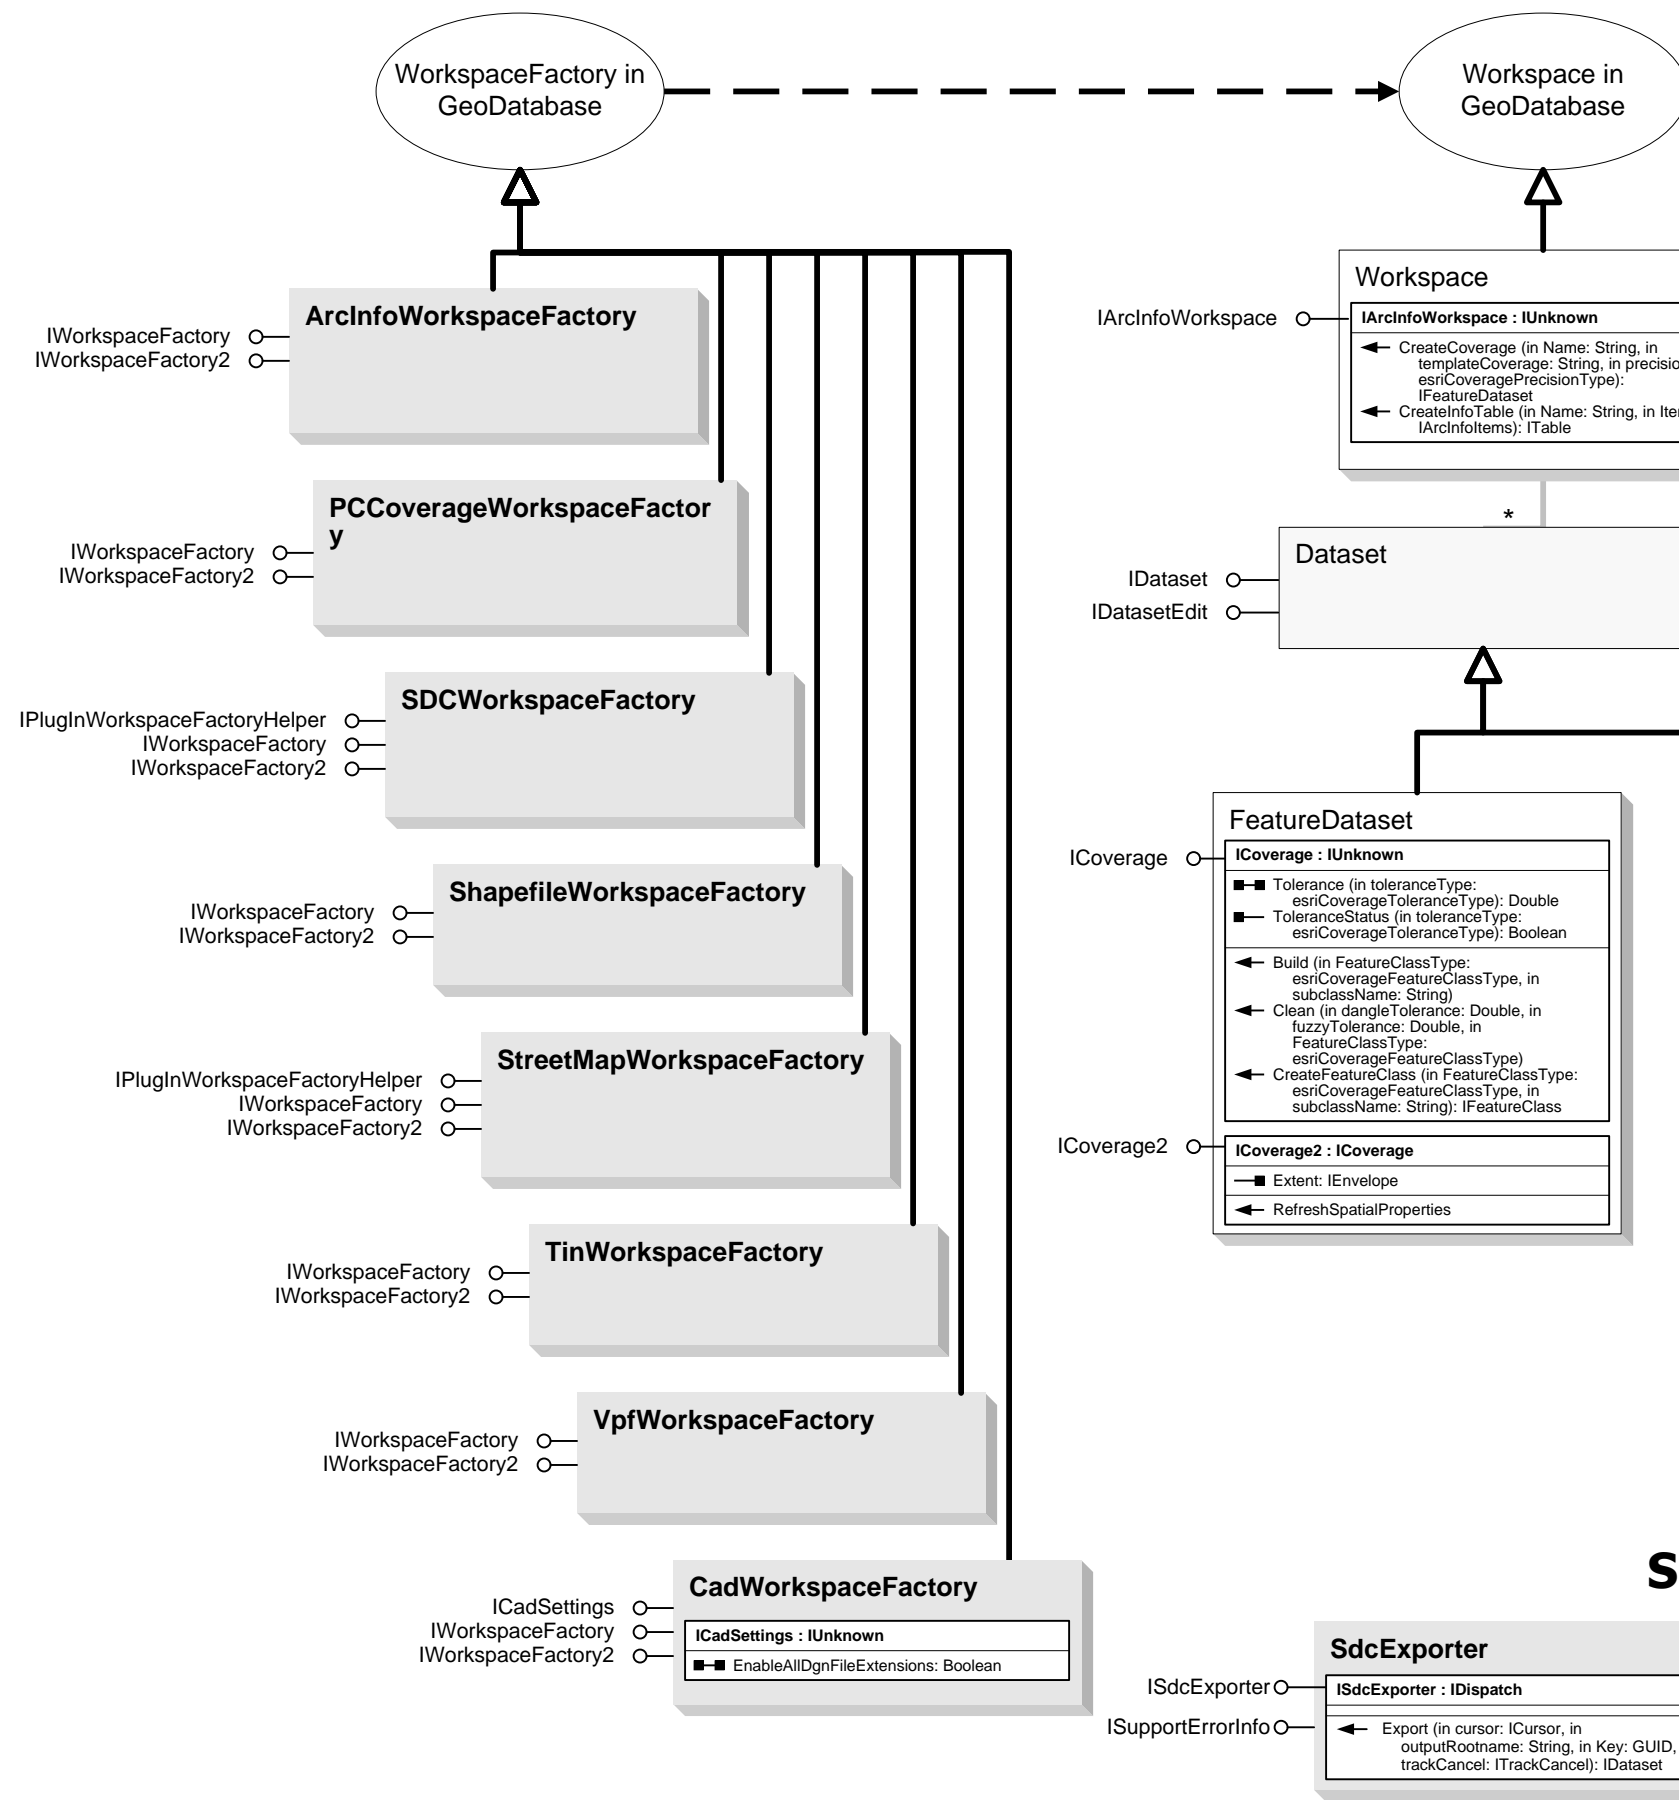 WorkspaceFactory in
GeoDatabase
Workspace in
GeoDatabase
ArcInfoWorkspaceFactory
IWorkspaceFactory
IWorkspaceFactory2
PCCoverageWorkspaceFactor
y
IWorkspaceFactory
IWorkspaceFactory2
SDCWorkspaceFactory
IPlugInWorkspaceFactoryHelper
IWorkspaceFactory
IWorkspaceFactory2
ShapefileWorkspaceFactory
IWorkspaceFactory
IWorkspaceFactory2
StreetMapWorkspaceFactory
IPlugInWorkspaceFactoryHelper
IWorkspaceFactory
IWorkspaceFactory2
TinWorkspaceFactory
IWorkspaceFactory
IWorkspaceFactory2
VpfWorkspaceFactory
IWorkspaceFactory
IWorkspaceFactory2
CadWorkspaceFactory
ICadSettings
IWorkspaceFactory
IWorkspaceFactory2
ICadSettings : IUnknown
EnableAllDgnFileExtensions: Boolean
Workspace
IArcInfoWorkspace
IArcInfoWorkspace : IUnknown
CreateCoverage (in Name: String, in
templateCoverage: String, in precisio
esriCoveragePrecisionType):
IFeatureDataset
CreateInfoTable (in Name: String, in Ite
IArcInfoItems): ITable
*
Dataset
IDataset
IDatasetEdit
FeatureDataset
ICoverage
ICoverage : IUnknown
Tolerance (in toleranceType:
esriCoverageToleranceType): Double
ToleranceStatus (in toleranceType:
esriCoverageToleranceType): Boolean
Build (in FeatureClassType:
esriCoverageFeatureClassType, in
subclassName: String)
Clean (in dangleTolerance: Double, in
fuzzyTolerance: Double, in
FeatureClassType:
esriCoverageFeatureClassType)
CreateFeatureClass (in FeatureClassType:
esriCoverageFeatureClassType, in
subclassName: String): IFeatureClass
ICoverage2
ICoverage2 : ICoverage
Extent: IEnvelope
RefreshSpatialProperties
S
SdcExporter
ISdcExporter
ISupportErrorInfo
ISdcExporter : IDispatch
Export (in cursor: ICursor, in
outputRootname: String, in Key: GUID,
trackCancel: ITrackCancel): IDataset